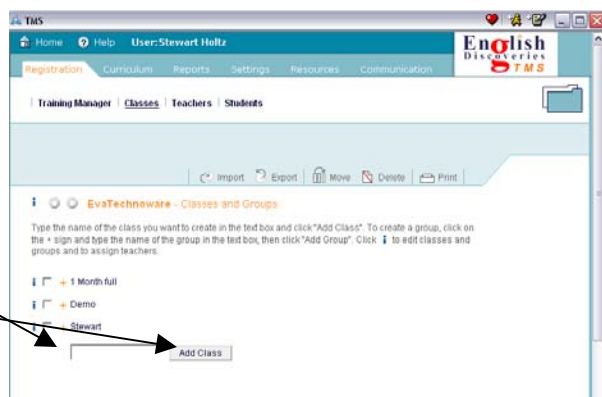 TMS
Home Help User:Stewart Holtz
English
Discoveries
TMS
Registration Curriculum Reports Settings Resources Communication
Training Manager | Classes | Teachers | Students
Import Export Move Delete Print
i EvaTechnoware - Classes and Groups
Type the name of the class you want to create in the text box and click "Add Class". To create a group, click on
the + sign and type the name of the group in the text box, then click "Add Group". Click i to edit classes and
groups and to assign teachers.
i + 1 Month full
i + Demo
i + Stewart
Add Class